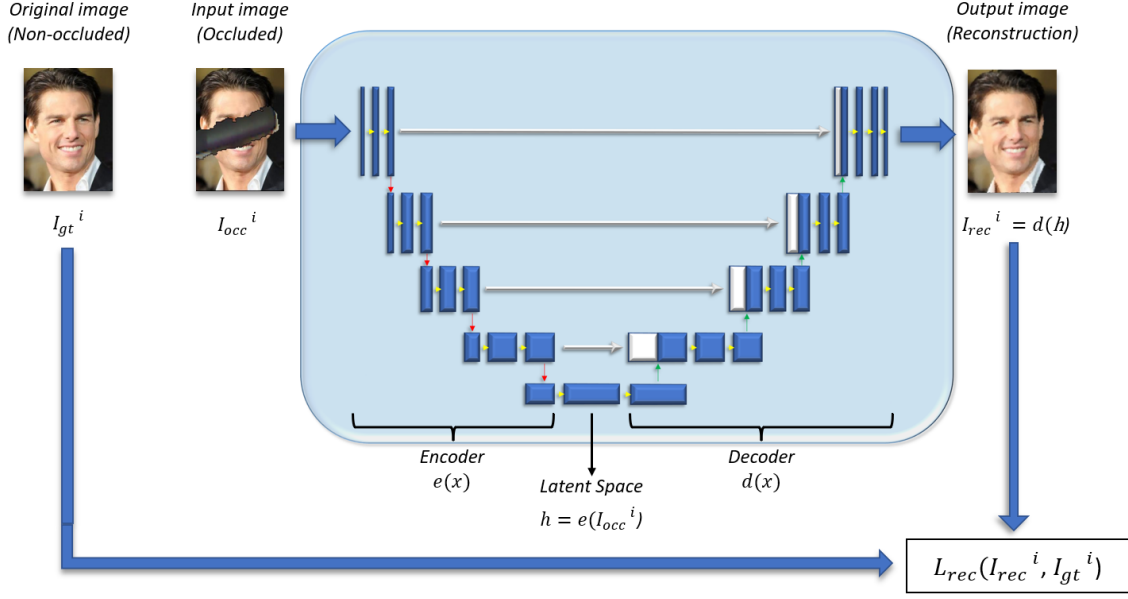 Original image
(Non-occluded)
Input image
(Occluded)
Output image
(Reconstruction)
I_gt^i
I_occ^i
I_rec^i = d(h)
Encoder
e(x)
Decoder
d(x)
Latent Space
h = e(I_occ^i)
L_rec(I_rec^i, I_gt^i)